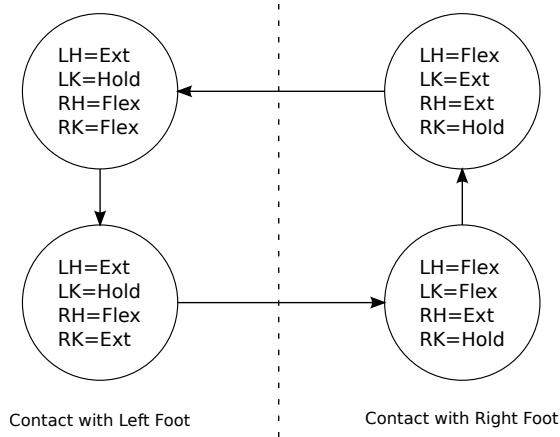 LH=Ext
LK=Hold
RH=Flex
RK=Flex
LH=Flex
LK=Ext
RH=Ext
RK=Hold
LH=Ext
LK=Hold
RH=Flex
RK=Ext
LH=Flex
LK=Flex
RH=Ext
RK=Hold
Contact with Left Foot
Contact with Right Foot